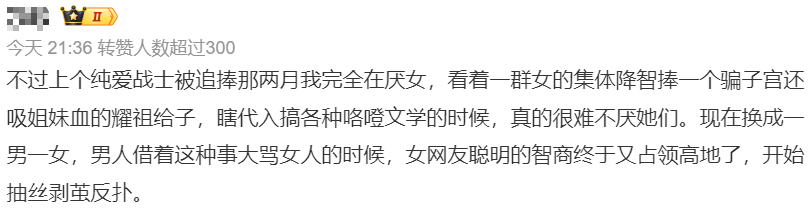 II
今天 21:36 转赞人数超过300
不过上个纯爱战士被追捧那两月我完全在厌女，看着一群女的集体降智捧一个骗子宫还
吸姐妹血的耀祖给子，瞎代入搞各种咯噔文学的时候，真的很难不厌她们。现在换成一
男一女，男人借着这种事大骂女人的时候，女网友聪明的智商终于又占领高地了，开始
抽丝剥茧反扑。